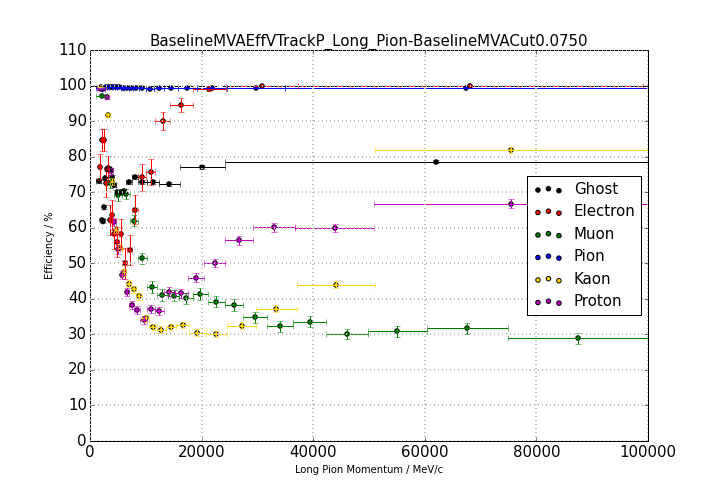 BaselineMVAEffVTrackP_Long_Pion-BaselineMVACut0.0750
110
100
90
80
70
60
50
40
30
20
10
0
Efficiency / %
Ghost
Electron
Muon
Pion
Kaon
Proton
0 20000 40000 60000 80000 100000
Long Pion Momentum / MeV/c